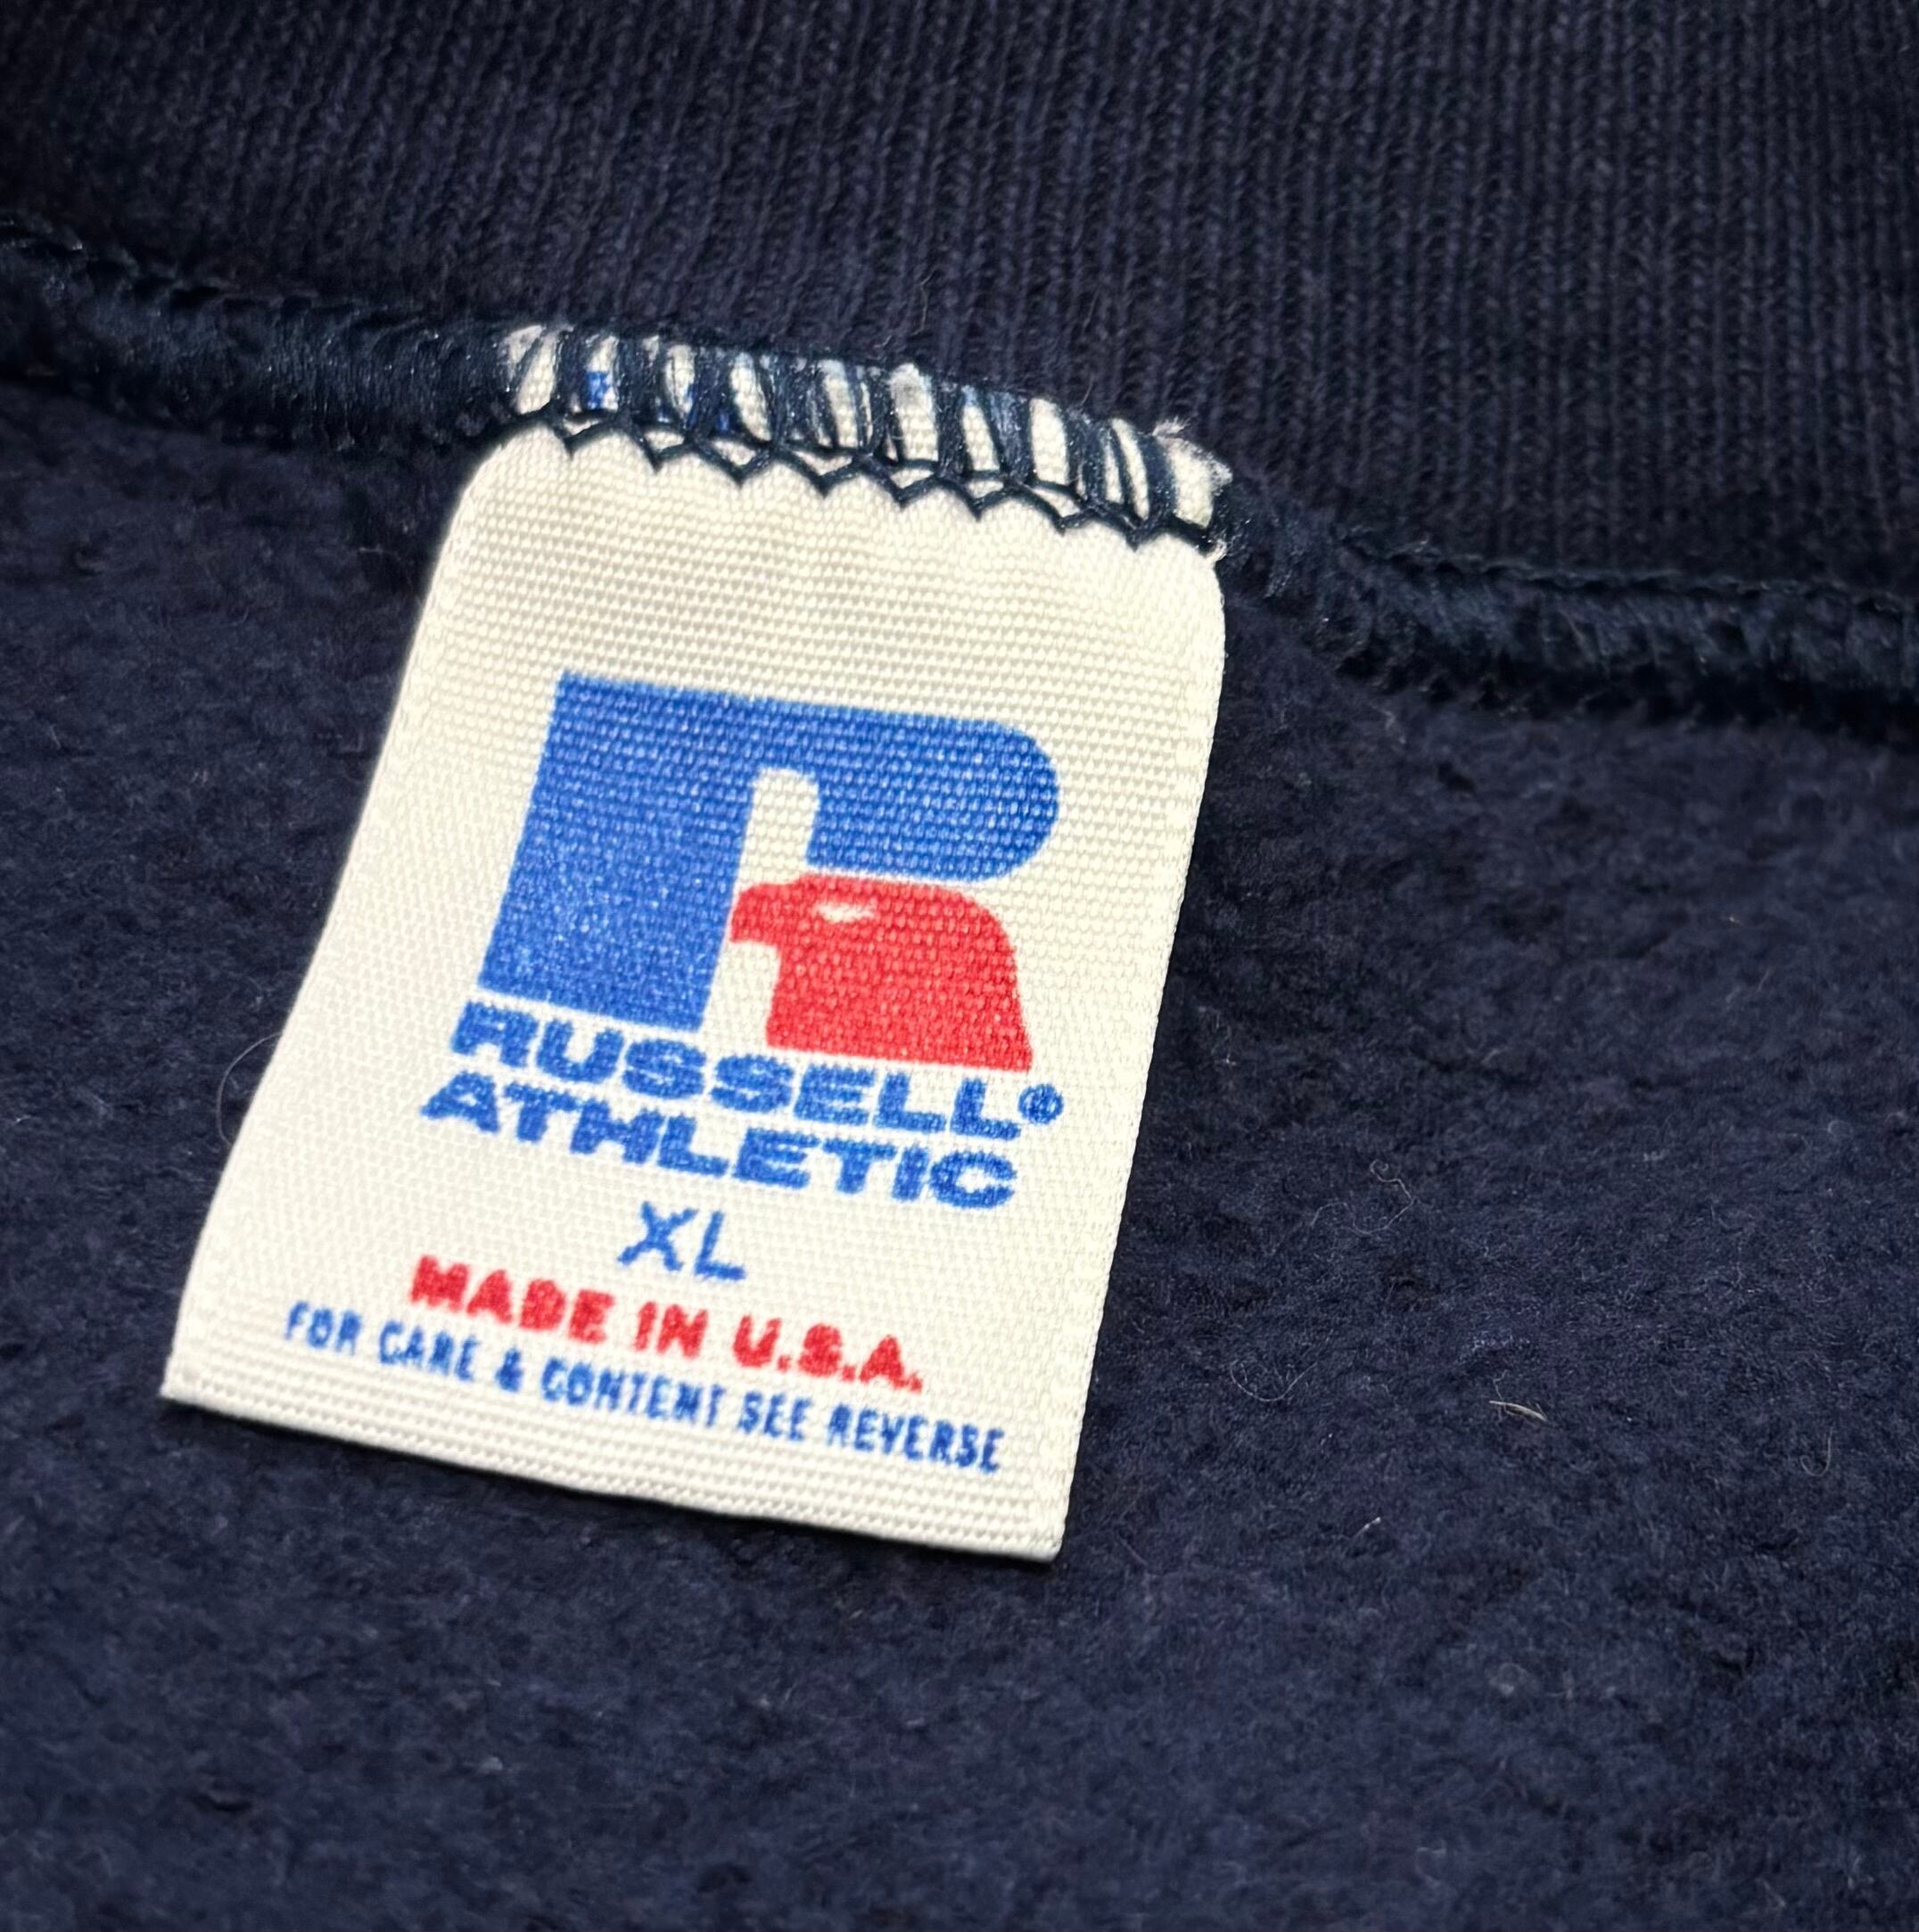 RUSSELL®
ATHLETIC
XL
MADE IN U.S.A.
FOR CARE & CONTENT SEE REVERSE